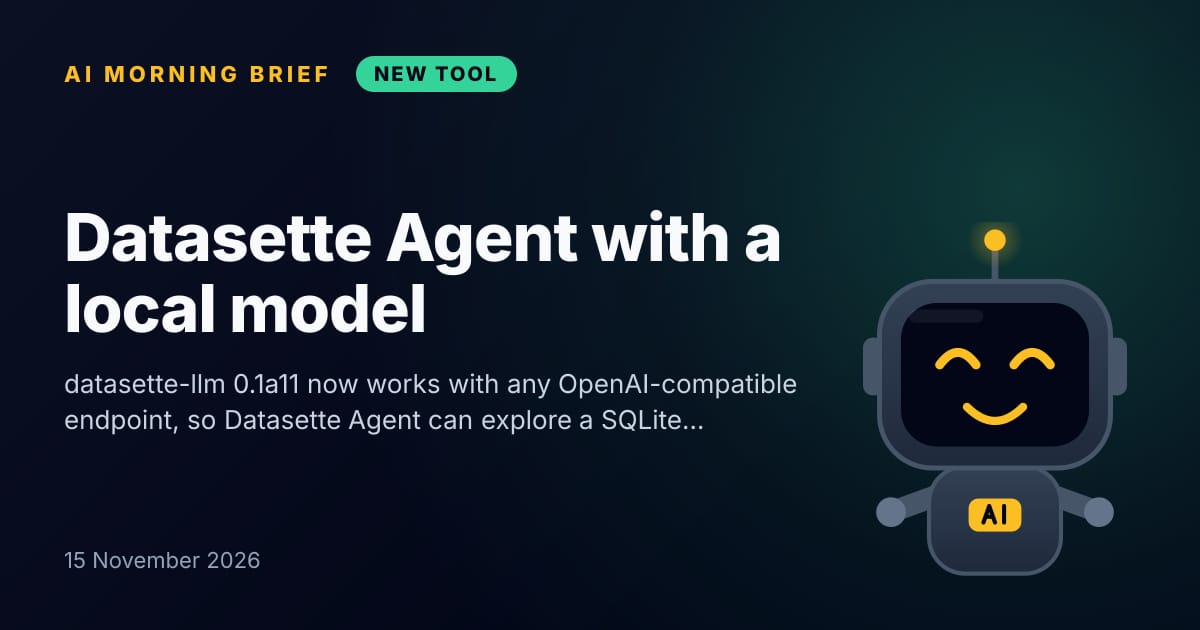 AI MORNING BRIEF
NEW TOOL
Datasette Agent with a
local model
datasette-llm 0.1a11 now works with any OpenAI-compatible
endpoint, so Datasette Agent can explore a SQLite...
AI
15 November 2026